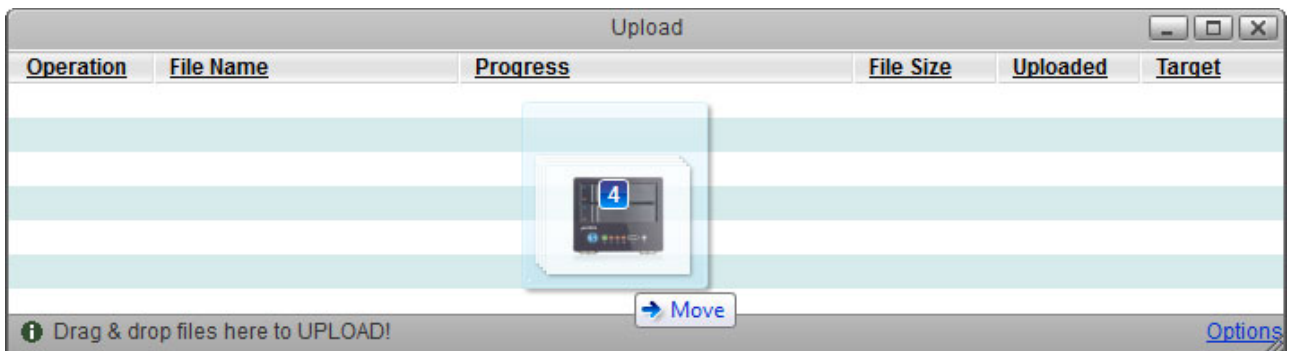 Upload
Operation File Name Progress File Size Uploaded Target
4
Move
Drag & drop files here to UPLOAD! Options